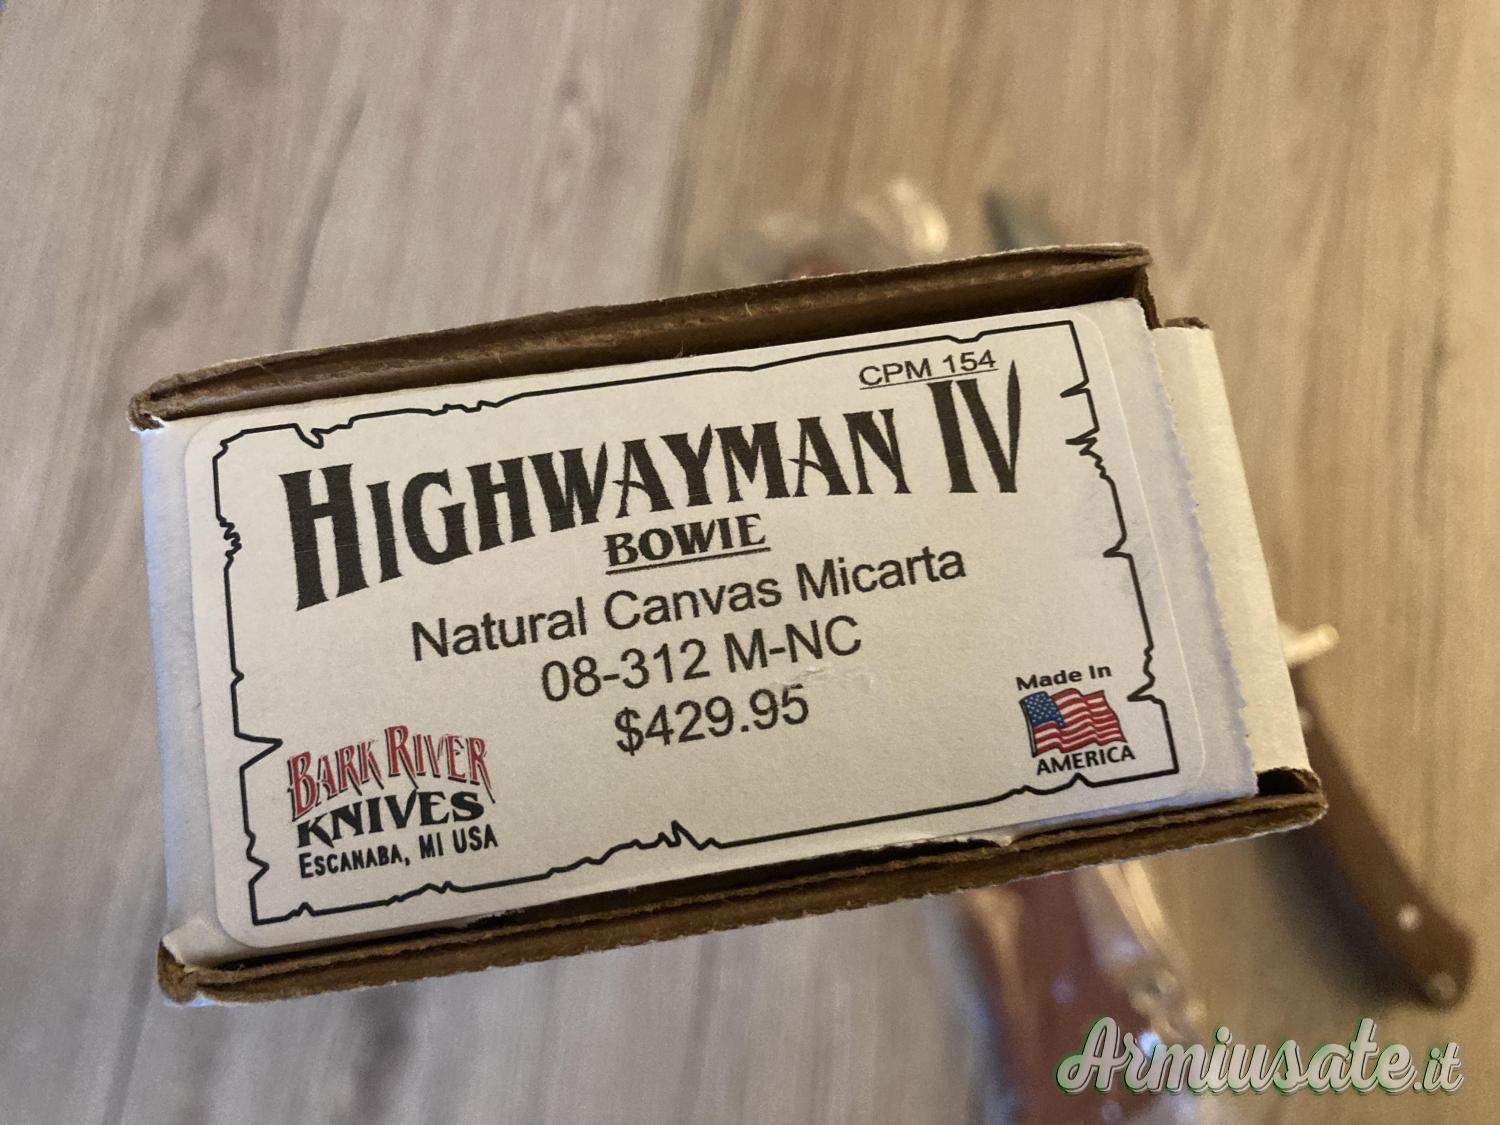 CPM 154
HIGHWAYMAN IV
BOWIE
Natural Canvas Micarta
08-312 M-NC
$429.95
BARK RIVER
KNIVES
ESCANABA, MI USA
Made In
AMERICA
Armiusate.it